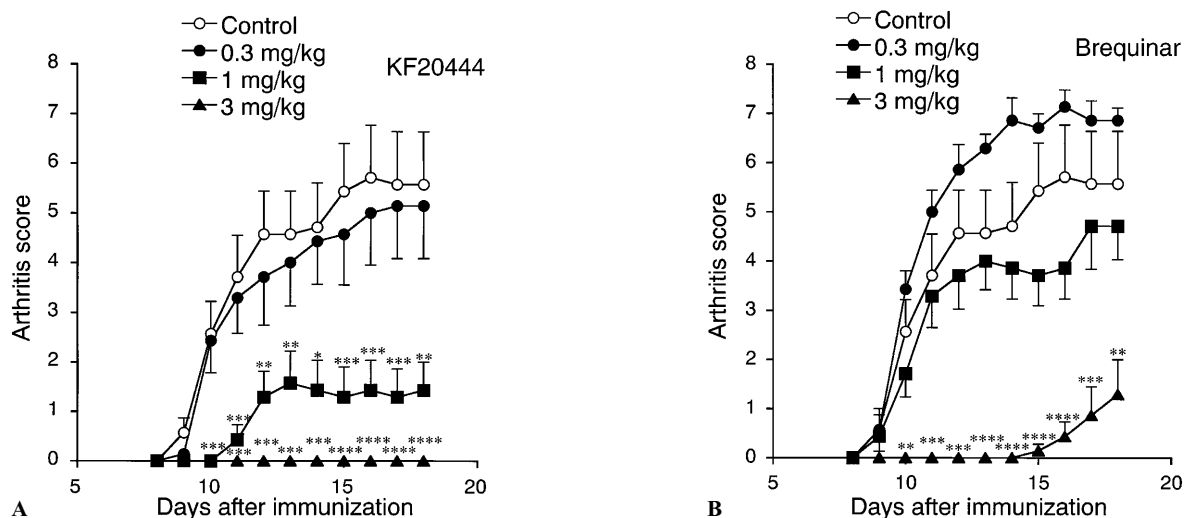 Control
0.3 mg/kg
1 mg/kg
3 mg/kg
KF20444
8
7
6
5
4
3
2
1
0
Arthritis score
** ** * *** *** *** **
***
*** *** *** *** *** **** **** **** ****
5 10 15 20
Days after immunization
A
Control
0.3 mg/kg
1 mg/kg
3 mg/kg
Brequinar
8
7
6
5
4
3
2
1
0
Arthritis score
** *** *** **** **** **** **** *** **
5 10 15 20
Days after immunization
B